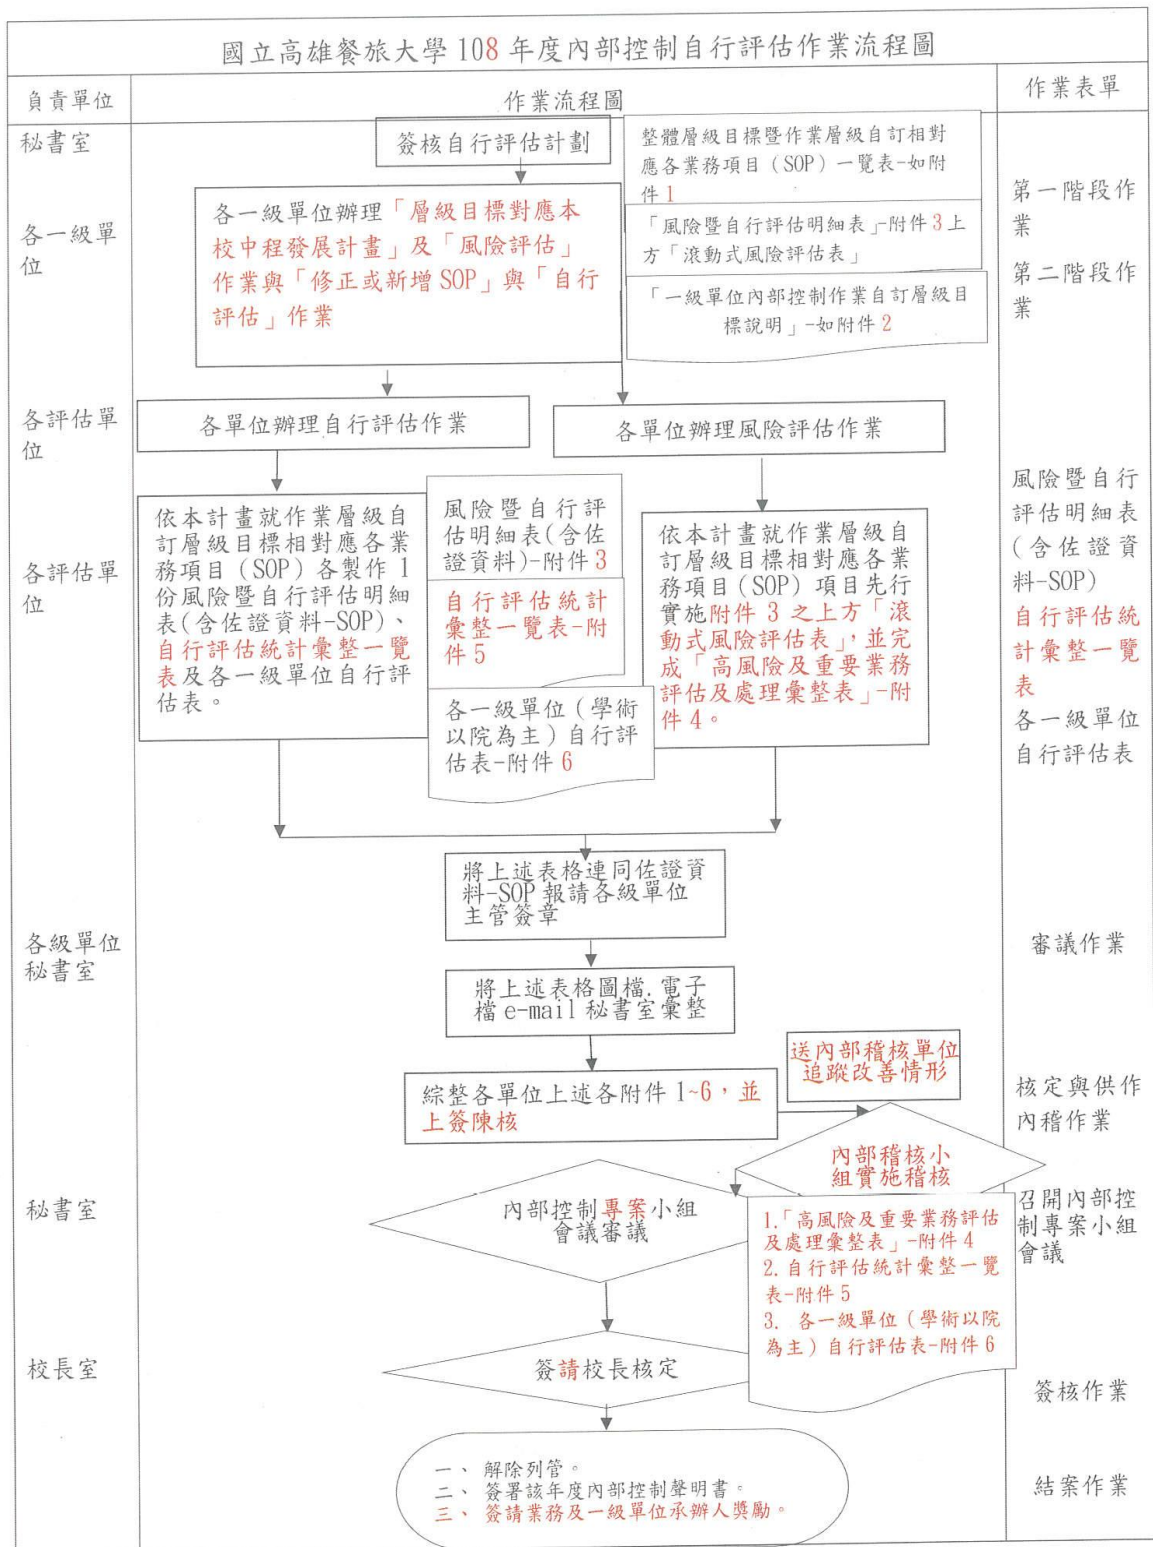 國立高雄餐旅大學 108 年度內部控制自行評估作業流程圖
負責單位
作業流程圖
作業表單
秘書室
簽核自行評估計劃
整體層級目標暨作業層級自訂相對
應各業務項目(SOP)一覽表-如附
件 1
第一階段作
業
各一級單
位
各一級單位辦理「層級目標對應本
校中程發展計畫」及「風險評估」
作業與「修正或新增 SOP」與「自行
評估」作業
「風險暨自行評估明細表」-附件 3 上
方「滾動式風險評估表」
第二階段作
業
「一級單位內部控制作業自訂層級目
標說明」-如附件 2
各評估單
位
各單位辦理自行評估作業
各單位辦理風險評估作業
各評估單
位
依本計畫就作業層級自
訂層級目標相對應各業
務項目(SOP)各製作 1
份風險暨自行評估明細
表(含佐證資料-SOP)、
自行評估統計彙整一覽
表及各一級單位自行評
估表。
風險暨自行評
估明細表(含佐
證資料)-附件 3
自行評估統計
彙整一覽表-附
件 5
各一級單位(學術
以院為主)自行評
估表-附件 6
依本計畫就作業層級自
訂層級目標相對應各業
務項目(SOP)項目先行
實施附件 3 之上方「滾
動式風險評估表」,並完
成「高風險及重要業務
評估及處理彙整表」-附
件 4。
風險暨自行
評估明細表
(含佐證資
料-SOP)
自行評估統
計彙整一覽
表
各一級單位
自行評估表
將上述表格連同佐證資
料-SOP 報請各級單位
主管簽章
各級單位
秘書室
審議作業
將上述表格圖檔.電子
檔 e-mail 秘書室彙整
送內部稽核單位
追蹤改善情形
綜整各單位上述各附件 1~6,並
上簽陳核
核定與供作
內稽作業
內部稽核小
組實施稽核
秘書室
內部控制專案小組
會議審議
召開內部控
制專案小組
會議
1.「高風險及重要業務評估
及處理彙整表」-附件 4
2.自行評估統計彙整一覽
表-附件 5
3. 各一級單位(學術以院
為主)自行評估表-附件 6
校長室
簽請校長核定
簽核作業
一、 解除列管。
二、 簽署該年度內部控制聲明書。
三、 簽請業務及一級單位承辦人獎勵。
結案作業